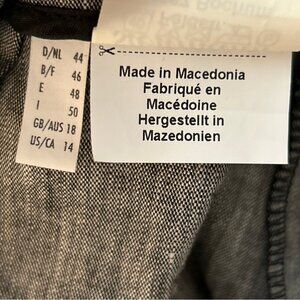 D/NL 44
B/F 46
E 48
I 50
GB/AUS 18
US/CA 14
Made in Macedonia
Fabriqué en
Macédoine
Hergestellt in
Mazedonien